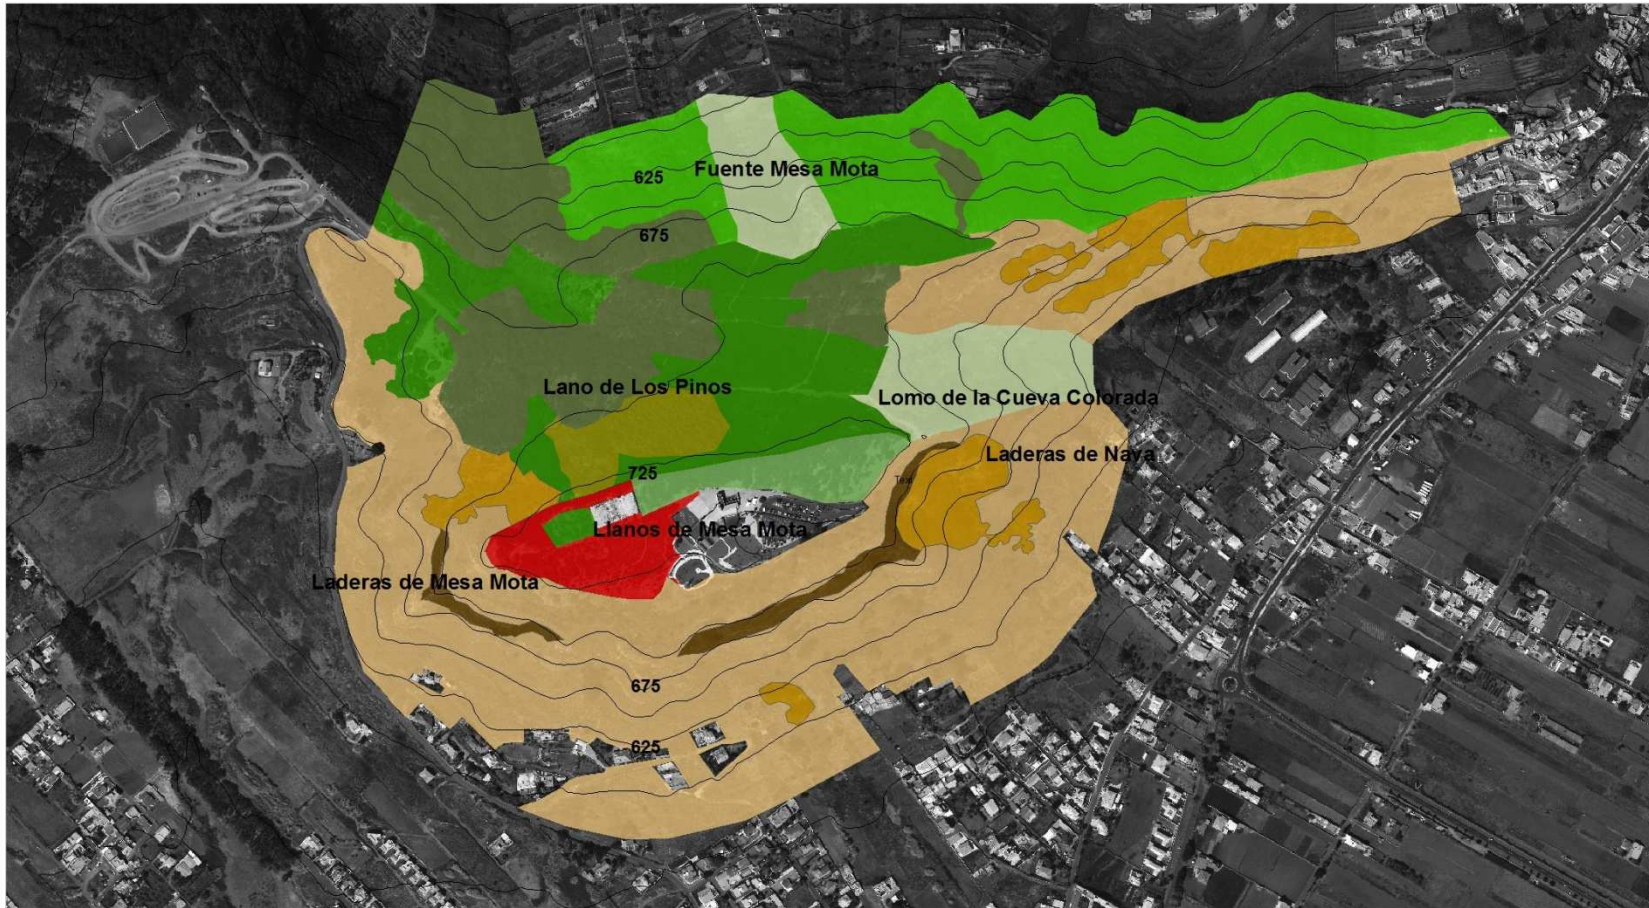 Fuente Mesa Mota
625
675
Lano de Los Pinos
Lomo de la Cueva Colorada
Laderas de Nava
725
Text
Llanos de Mesa Mota
Laderas de Mesa Mota
675
625